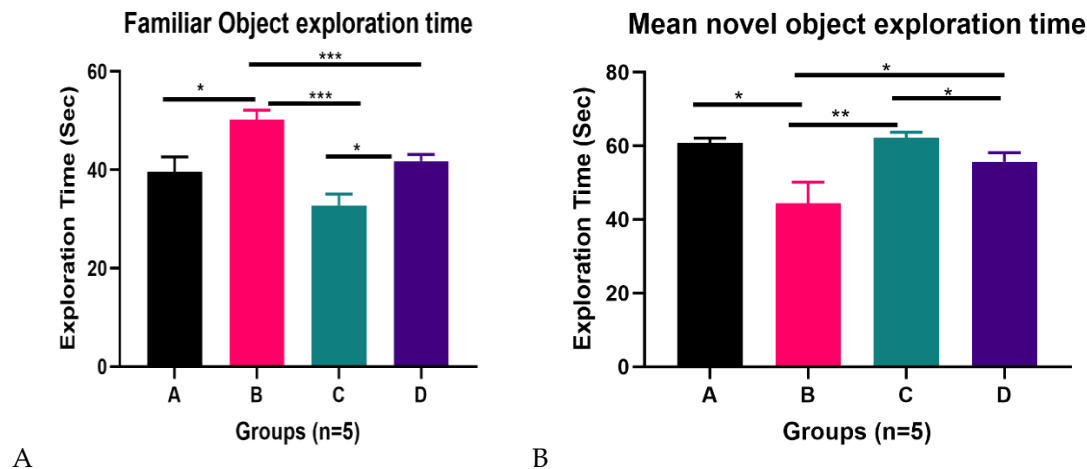 A
Familiar Object exploration time
Exploration Time (Sec)
60
40
20
0
*
***
***
*
A B C D
Groups (n=5)
B
Mean novel object exploration time
Exploration Time (Sec)
80
60
40
20
0
*
**
*
*
A B C D
Groups (n=5)